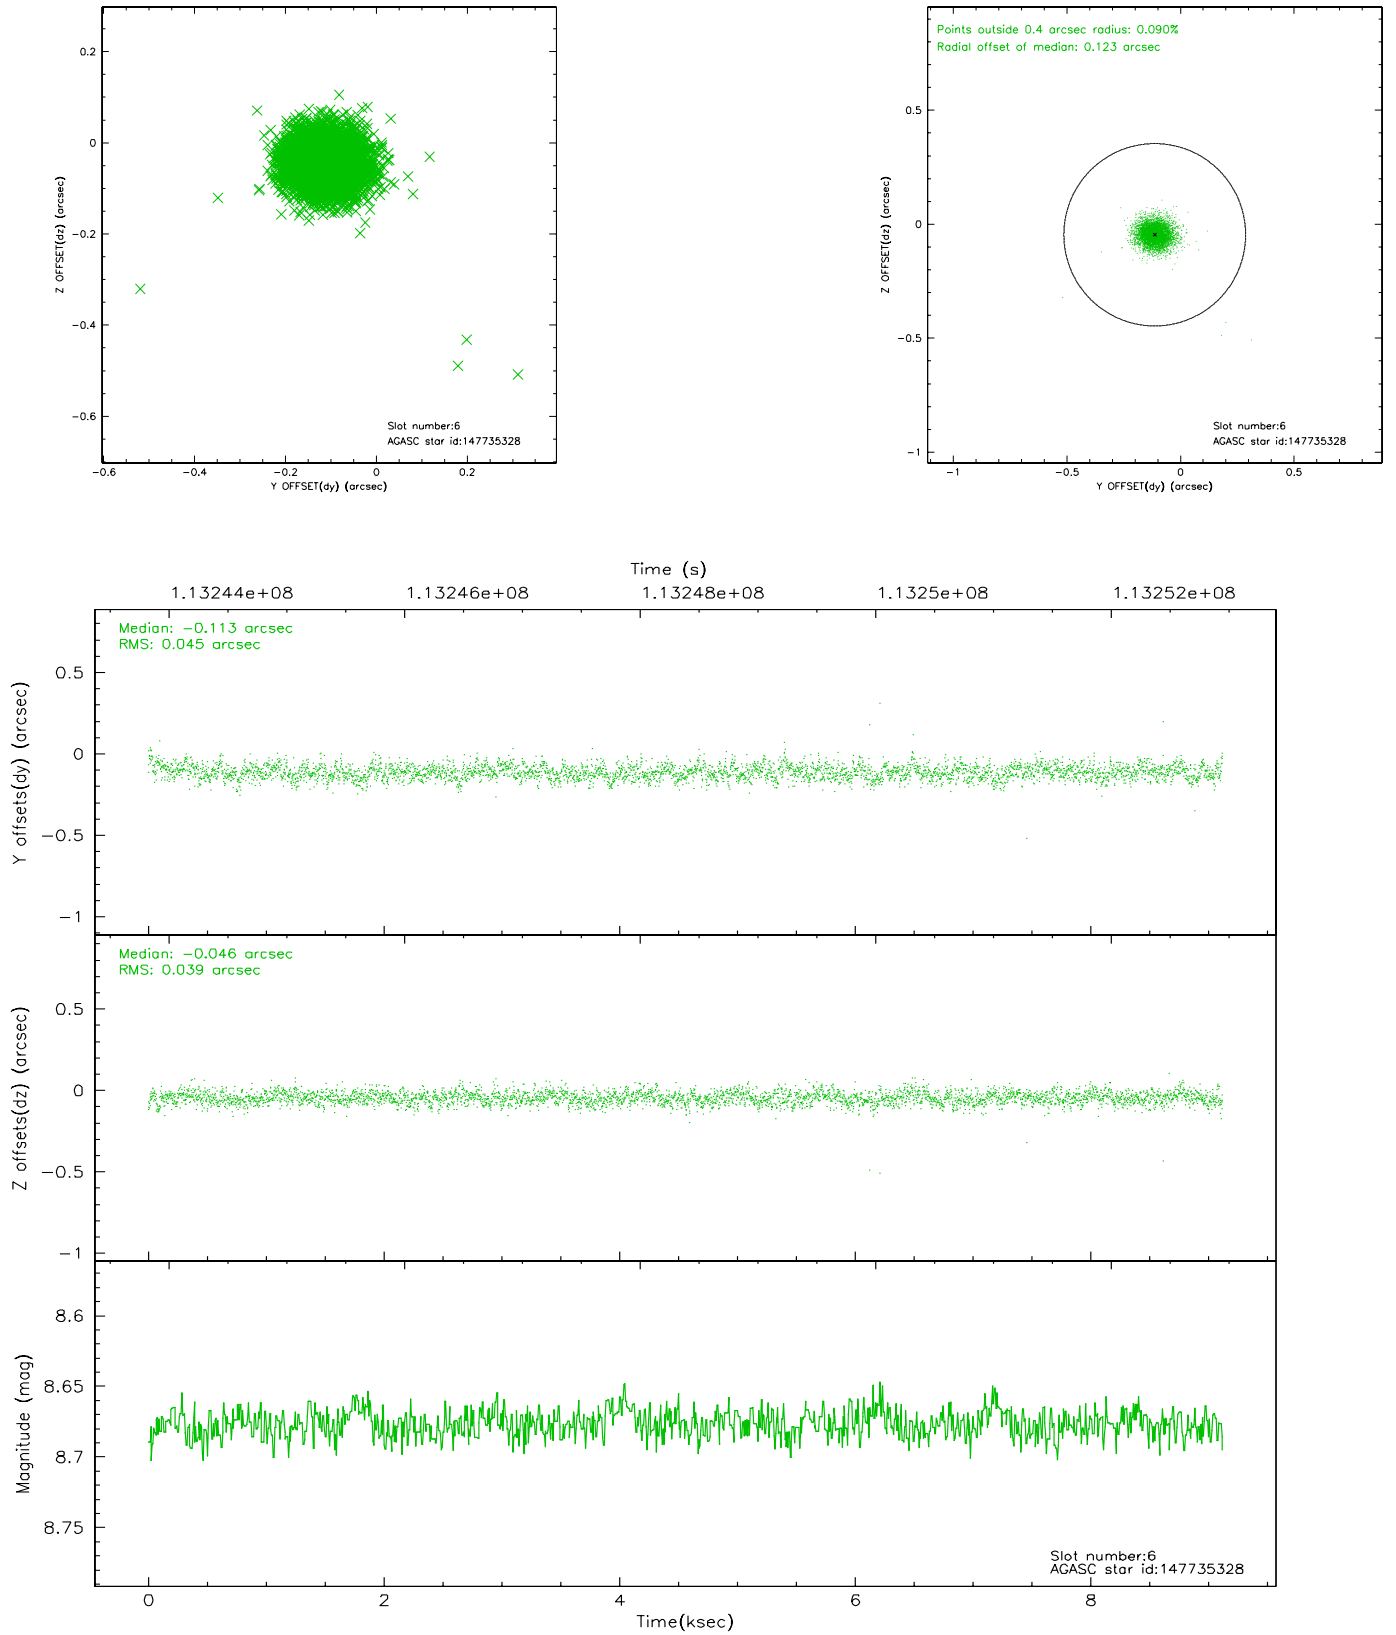 0.2
0
-0.2
-0.4
-0.6
Z OFFSET(dz) (arcsec)
Slot number:6
AGASC star id:147735328
-0.6 -0.4 -0.2 0 0.2
Y OFFSET(dy) (arcsec)
Points outside 0.4 arcsec radius: 0.090%
Radial offset of median: 0.123 arcsec
0.5
0
-0.5
-1
Z OFFSET(dz) (arcsec)
Slot number:6
AGASC star id:147735328
-1 -0.5 0 0.5
Y OFFSET(dy) (arcsec)
Time (s)
1.13244e+08 1.13246e+08 1.13248e+08 1.1325e+08 1.13252e+08
Median: -0.113 arcsec
RMS: 0.045 arcsec
0.5
0
-0.5
-1
Y offsets(dy) (arcsec)
Median: -0.046 arcsec
RMS: 0.039 arcsec
0.5
0
-0.5
-1
Z offsets(dz) (arcsec)
8.6
8.65
8.7
8.75
Magnitude (mag)
Slot number:6
AGASC star id:147735328
0 2 4 6 8
Time(ksec)